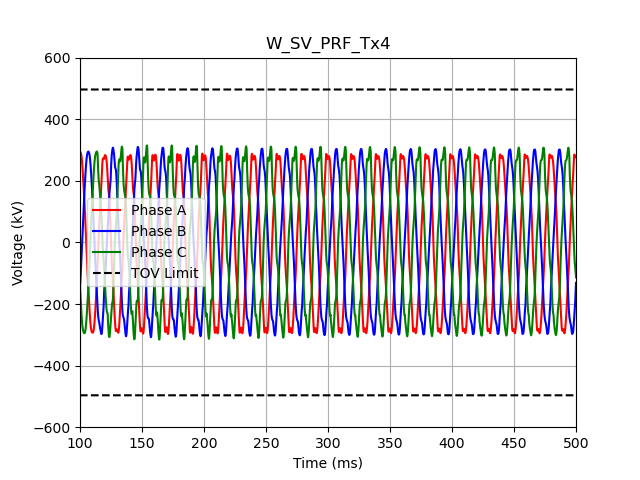 W_SV_PRF_Tx4
600
400
200
0
−200
−400
−600
Voltage (kV)
Phase A
Phase B
Phase C
TOV Limit
100
150
200
250
300
350
400
450
500
Time (ms)